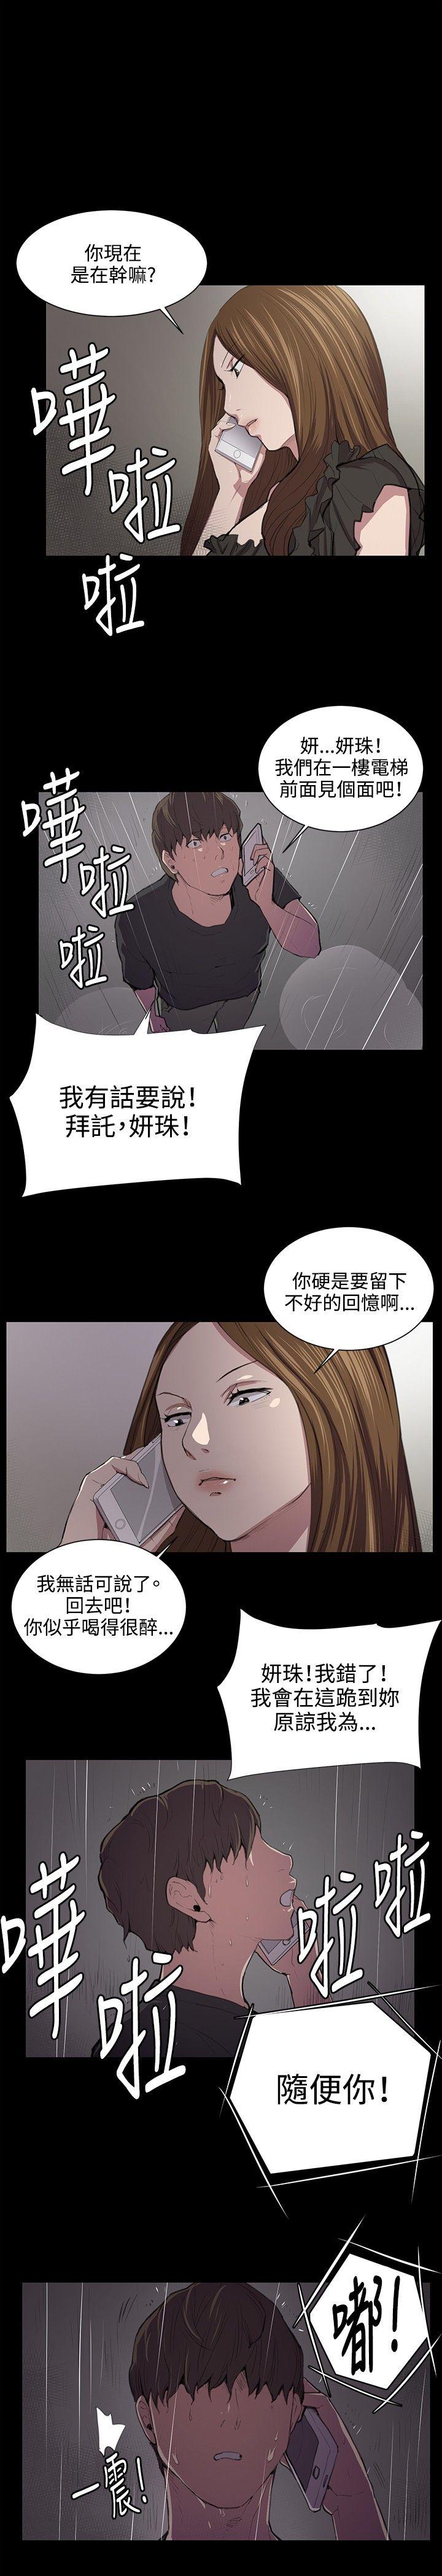 你現在
是在幹嘛?
嘩
啦
啦
妍...妍珠!
我們在一樓電梯
前面見個面吧!
嘩
啦
啦
我有話要說!
拜託,妍珠!
你硬是要留下
不好的回憶啊...
我無話可說了。
回去吧!
你似乎喝得很醉...
妍珠!我錯了!
我會在這跪到妳
原諒我為...
嘩
啦
啦
啦
隨便你!
嘟!
一震!